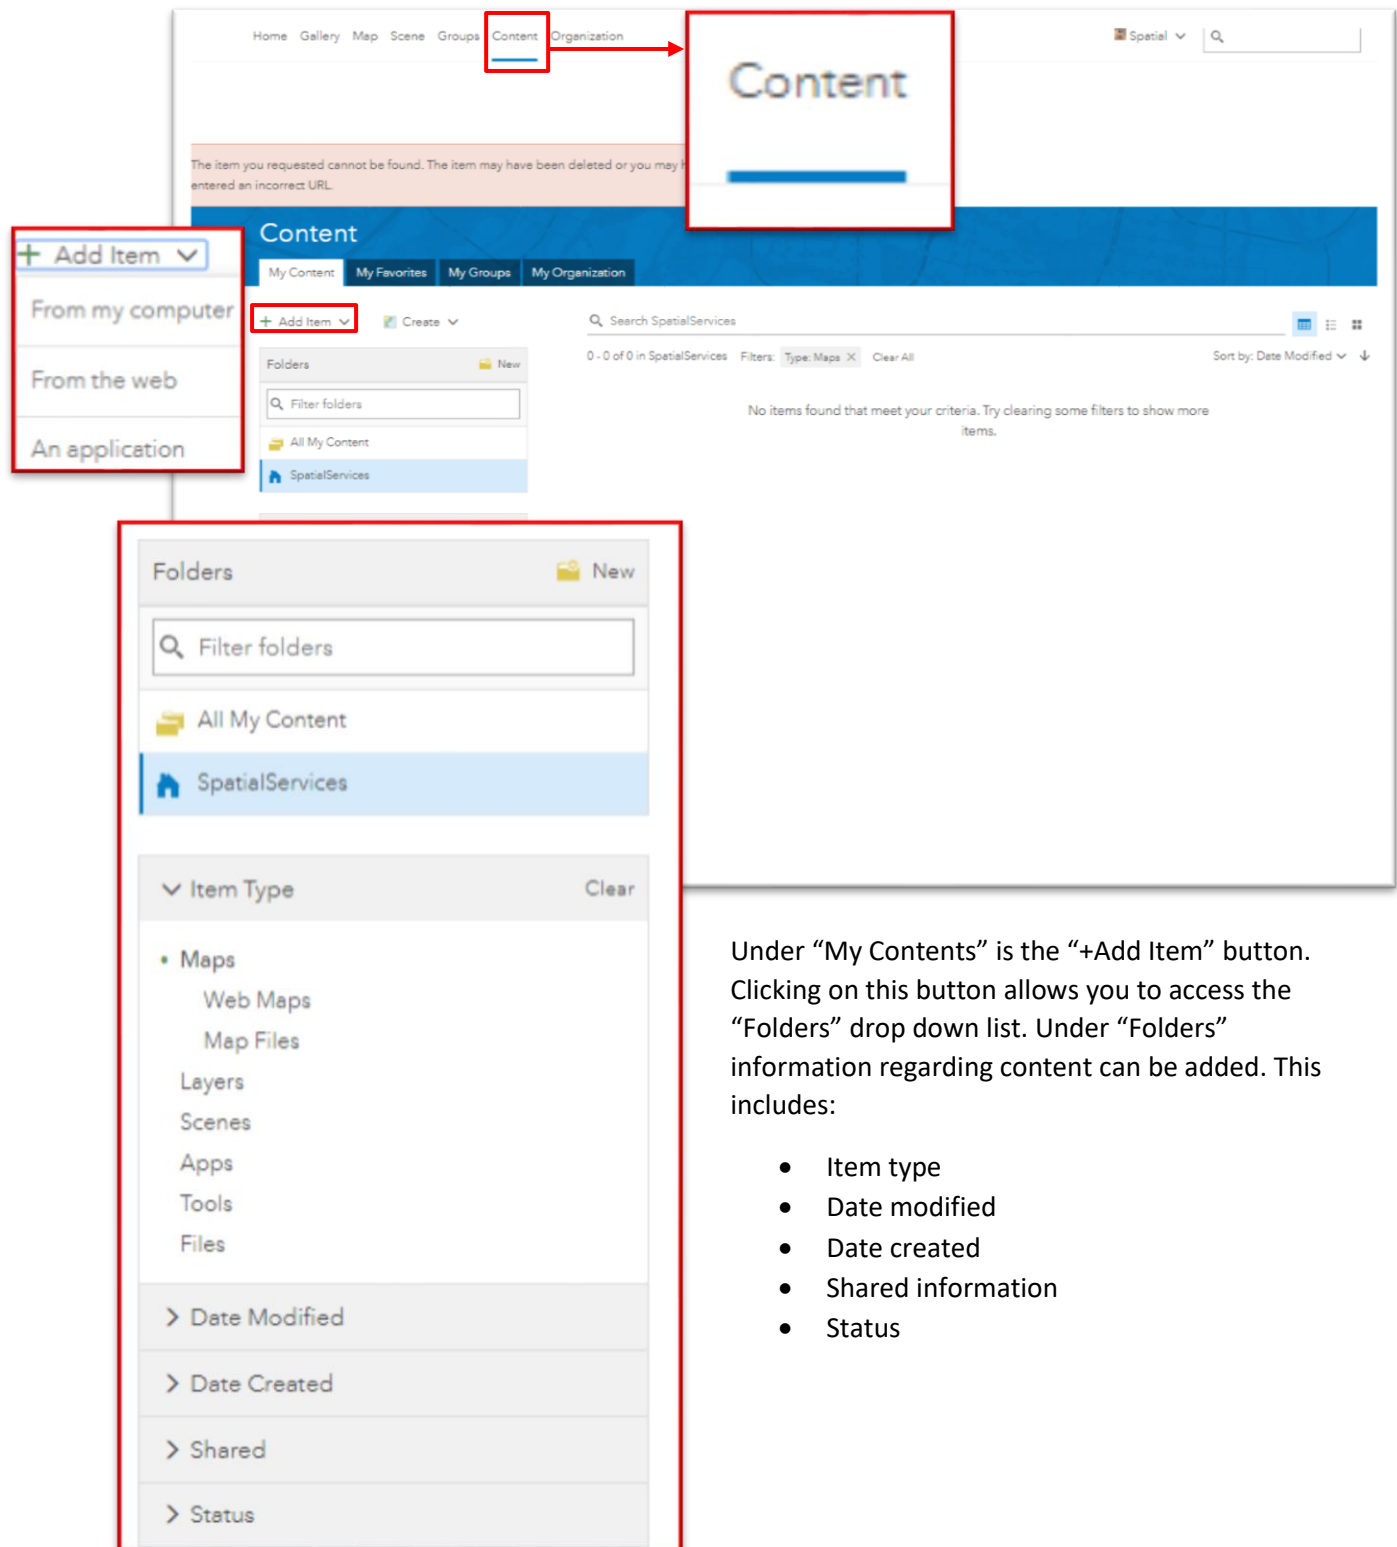 Home Gallery Map Scene Groups Content Organization
Spatial
Content
The item you requested cannot be found. The item may have been deleted or you may h
entered an incorrect URL.
Content
My Content My Favorites My Groups My Organization
+ Add Item
From my computer
From the web
An application
+ Add Item Create
Search SpatialServices
Folders New
0 - 0 of 0 in SpatialServices Filters: Type: Maps X Clear All
Sort by: Date Modified
Filter folders
No items found that meet your criteria. Try clearing some filters to show more
items.
All My Content
SpatialServices
Folders New
Filter folders
All My Content
SpatialServices
Item Type Clear
• Maps
Web Maps
Map Files
Layers
Scenes
Apps
Tools
Files
Date Modified
Date Created
Shared
Status
Under “My Contents” is the “+Add Item” button.
Clicking on this button allows you to access the
“Folders” drop down list. Under “Folders”
information regarding content can be added. This
includes:
• Item type
• Date modified
• Date created
• Shared information
• Status